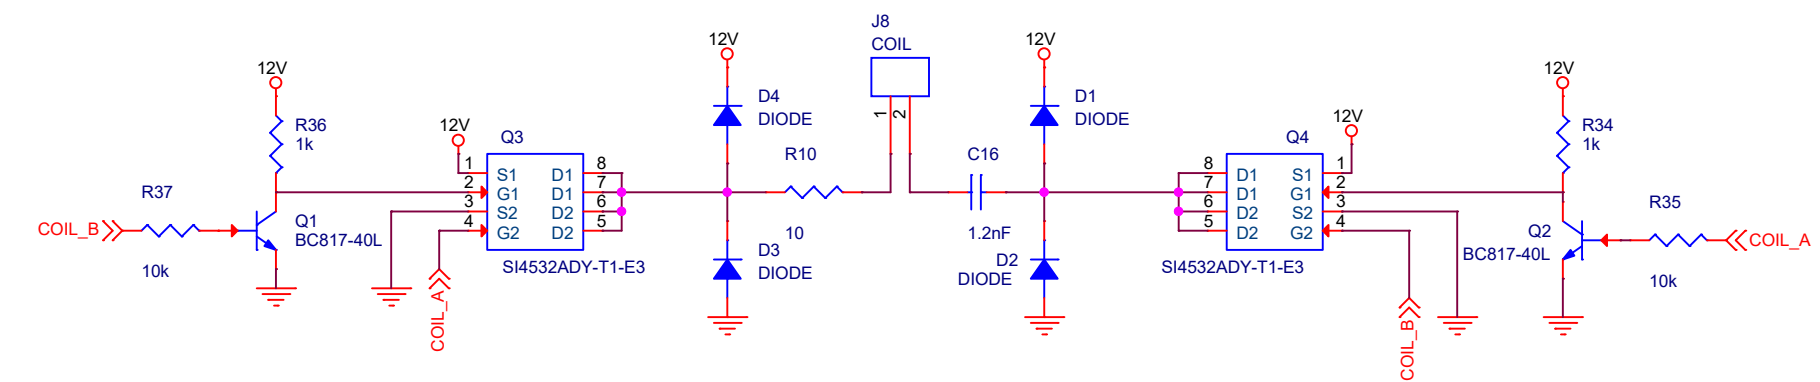 J8
COIL
12V
12V
12V
12V
12V
12V
1
2
D4
DIODE
D1
DIODE
R36
1k
R34
1k
Q3
Q4
R10
C16
1 S1 D1 8
2 G1 D1 7
3 S2 D2 6
4 G2 D2 5
8 D1 S1 1
7 D1 G1 2
6 D2 S2 3
5 D2 G2 4
R37
R35
COIL_B
Q1
BC817-40L
10k
SI4532ADY-T1-E3
COIL_A
10
D3
DIODE
1.2nF
D2
DIODE
SI4532ADY-T1-E3
COIL_B
Q2
BC817-40L
COIL_A
10k